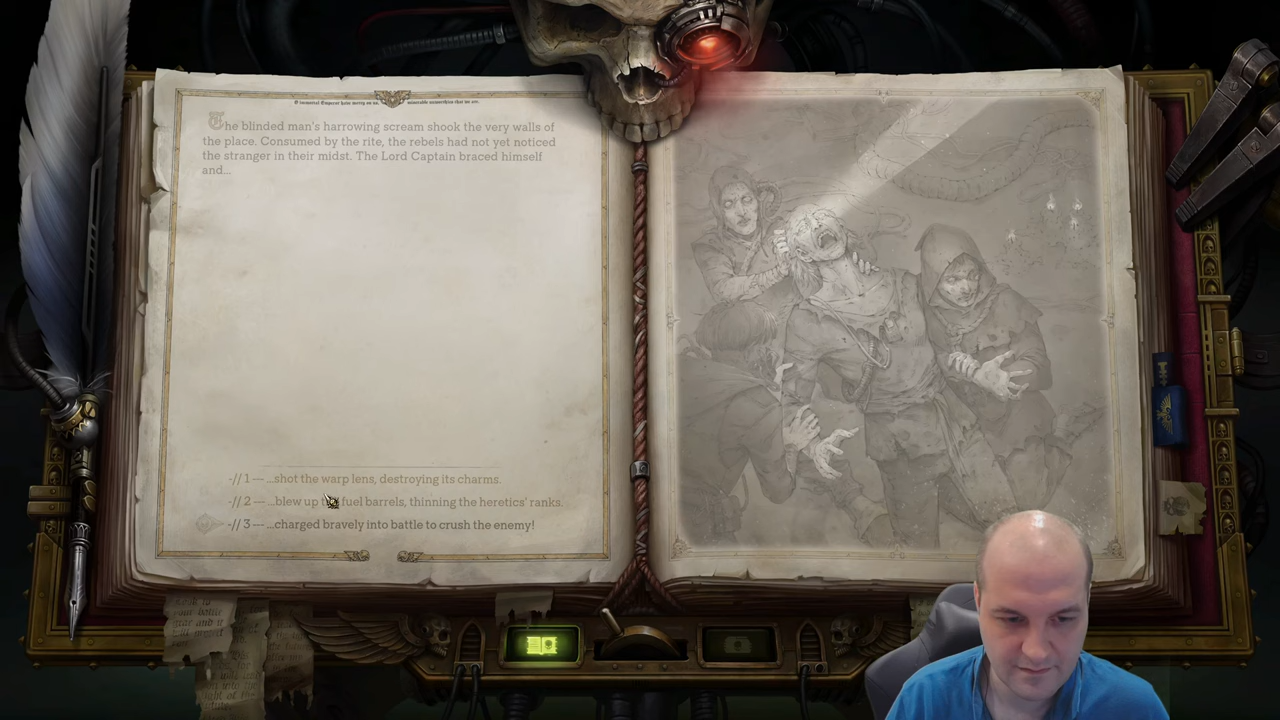 The blinded man's harrowing scream shook the very walls of
the place. Consumed by the rite, the rebels had not yet noticed
the stranger in their midst. The Lord Captain braced himself
and...
-// 1 — ...shot the warp lens, destroying its charms.
-// 2 — ...blew up fuel barrels, thinning the heretics' ranks.
-// 3 — ...charged bravely into battle to crush the enemy!